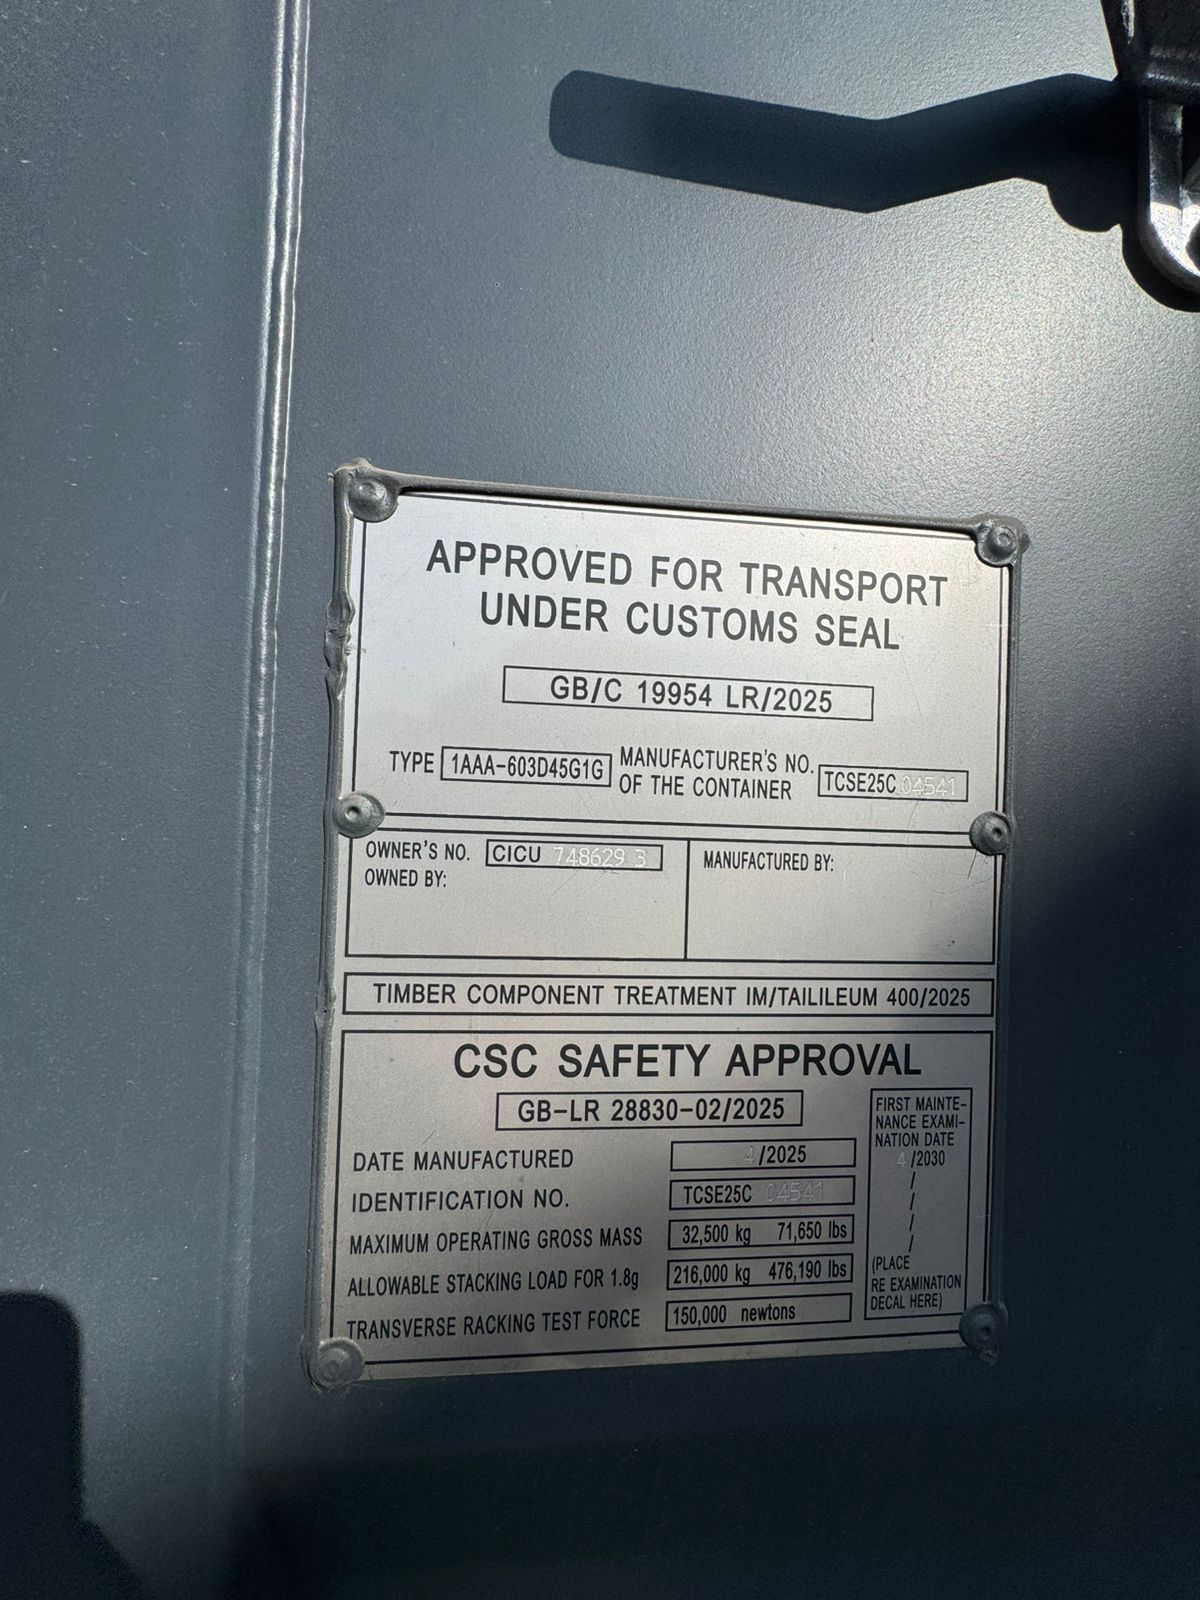 APPROVED FOR TRANSPORT
UNDER CUSTOMS SEAL
GB/C 19954 LR/2025
TYPE 1AAA-603D45G1G MANUFACTURER'S NO. OF THE CONTAINER TCSE25C 04541
OWNER'S NO. CICU 748629 3
OWNED BY:
MANUFACTURED BY:
TIMBER COMPONENT TREATMENT IM/TAILILEUM 400/2025
CSC SAFETY APPROVAL
GB-LR 28830-02/2025
DATE MANUFACTURED 4/2025
IDENTIFICATION NO. TCSE25C 04541
MAXIMUM OPERATING GROSS MASS 32,500 kg 71,650 lbs
ALLOWABLE STACKING LOAD FOR 1.8g 216,000 kg 476,190 lbs
TRANSVERSE RACKING TEST FORCE 150,000 newtons
FIRST MAINTE-
NANCE EXAMI-
NATION DATE
4/2030
/
/
/
/
(PLACE
RE EXAMINATION
DECAL HERE)